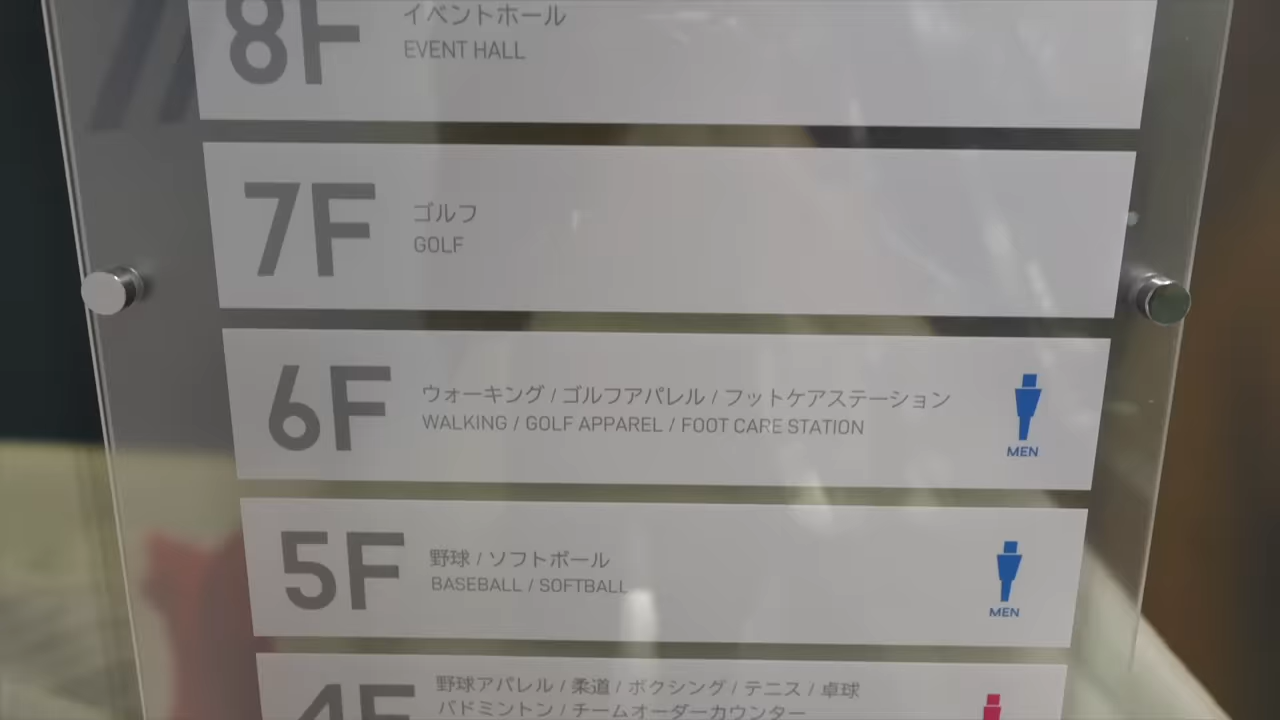 8F
イベントホール
EVENT HALL
7F
ゴルフ
GOLF
6F
ウォーキング / ゴルフアパレル / フットケアステーション
WALKING / GOLF APPAREL / FOOT CARE STATION
MEN
5F
野球 / ソフトボール
BASEBALL / SOFTBALL
MEN
4F
野球アパレル / 柔道 / ボクシング / テニス / 卓球
バドミントン / チームオーダーカウンター